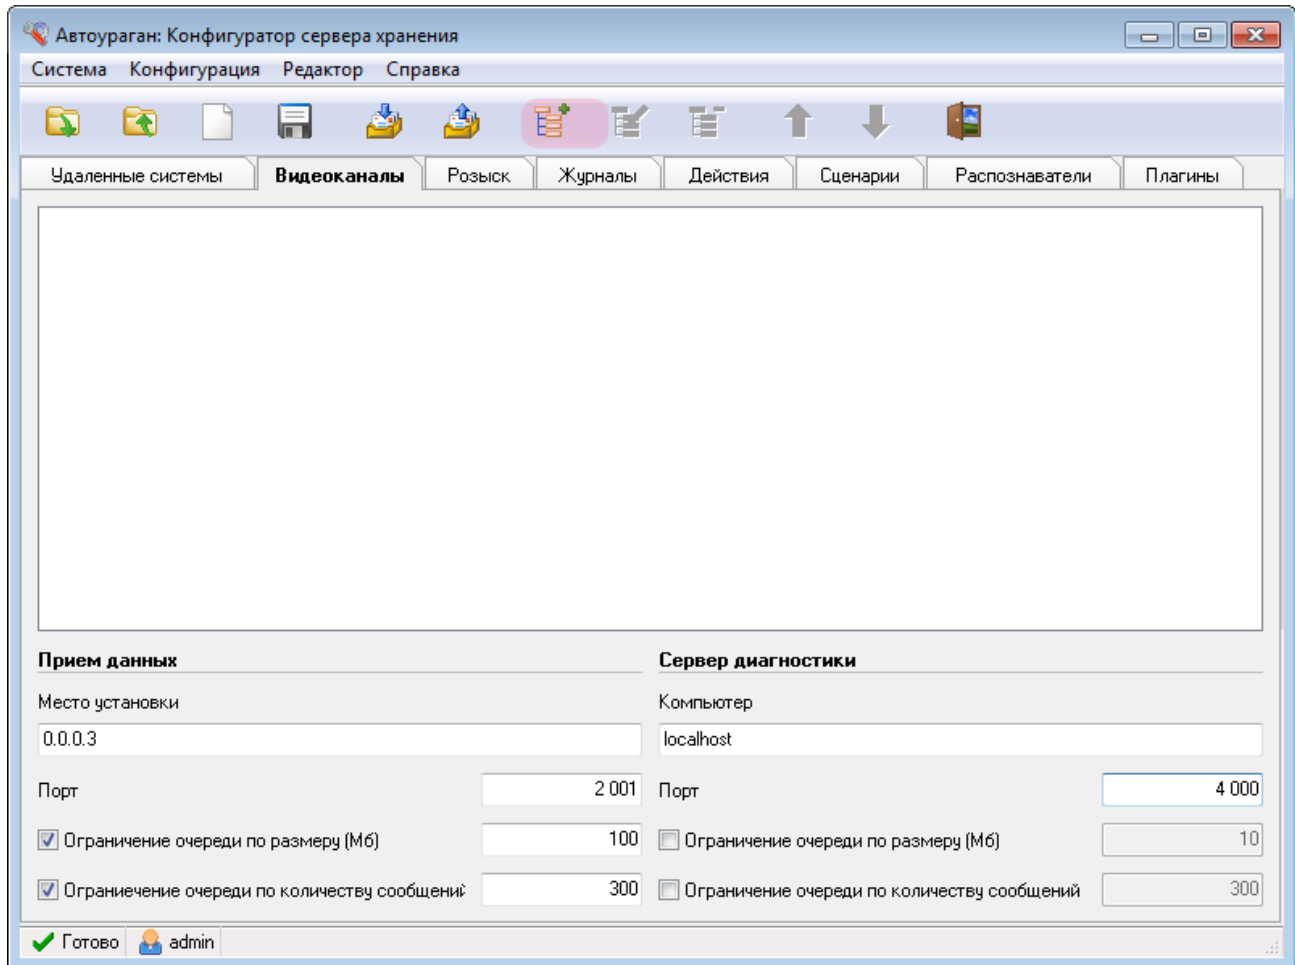 Автоураган: Конфигуратор сервера хранения
Система Конфигурация Редактор Справка
Удаленные системы Видеоканалы Розыск Журналы Действия Сценарии Распознаватели Плагины
Прием данных Сервер диагностики
Место установки Компьютер
0.0.0.3 localhost
Порт 2 001 Порт 4 000
Ограничение очереди по размеру (Мб) 100 Ограничение очереди по размеру (Мб) 10
Ограниечение очереди по количеству сообщений 300 Ограничение очереди по количеству сообщений 300
Готово admin